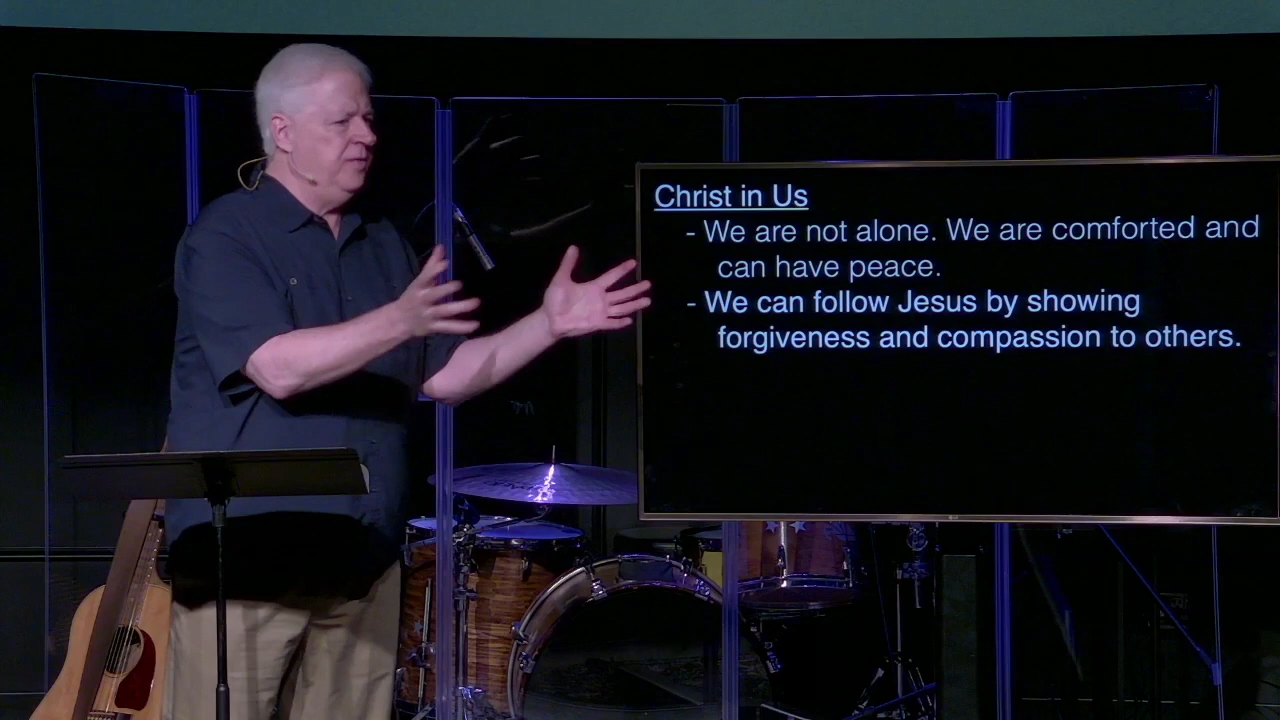 Christ in Us
- We are not alone. We are comforted and
can have peace.
- We can follow Jesus by showing
forgiveness and compassion to others.